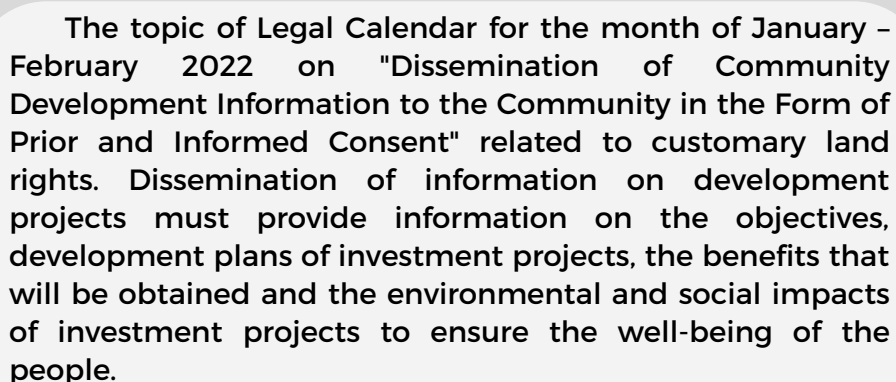 The topic of Legal Calendar for the month of January –
February 2022 on "Dissemination of Community
Development Information to the Community in the Form of
Prior and Informed Consent" related to customary land
rights. Dissemination of information on development
projects must provide information on the objectives,
development plans of investment projects, the benefits that
will be obtained and the environmental and social impacts
of investment projects to ensure the well-being of the
people.